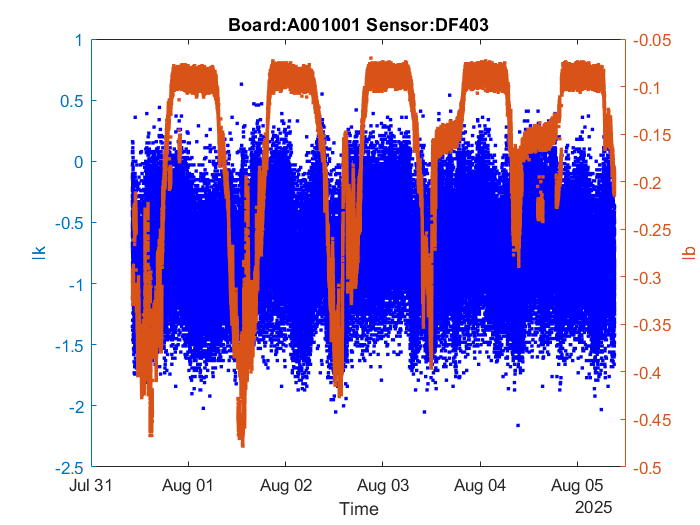 Board:A001001 Sensor:DF403
1
0.5
0
-0.5
-1
-1.5
-2
-2.5
Ik
-0.05
-0.1
-0.15
-0.2
-0.25
-0.3
-0.35
-0.4
-0.45
-0.5
Ib
Jul 31
Aug 01
Aug 02
Aug 03
Aug 04
Aug 05
Time
2025